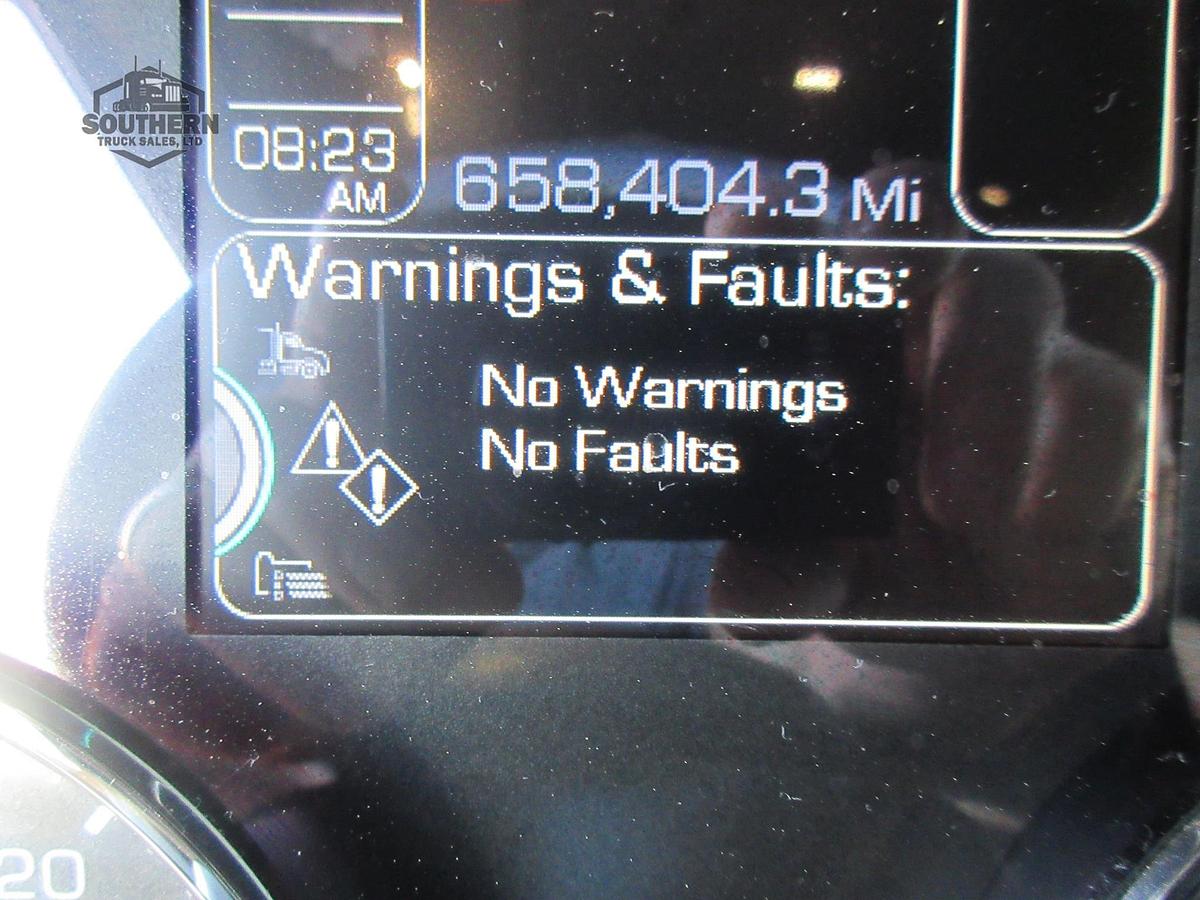 SOUTHERN
TRUCK SALES, LTD
08:23
AM
658,404.3 Mi
Warnings & Faults:
No Warnings
No Faults
20